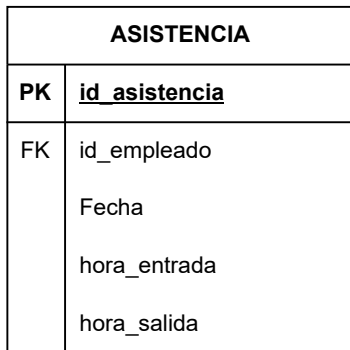 ASISTENCIA
PK id_asistencia
FK id_empleado
Fecha
hora_entrada
hora_salida